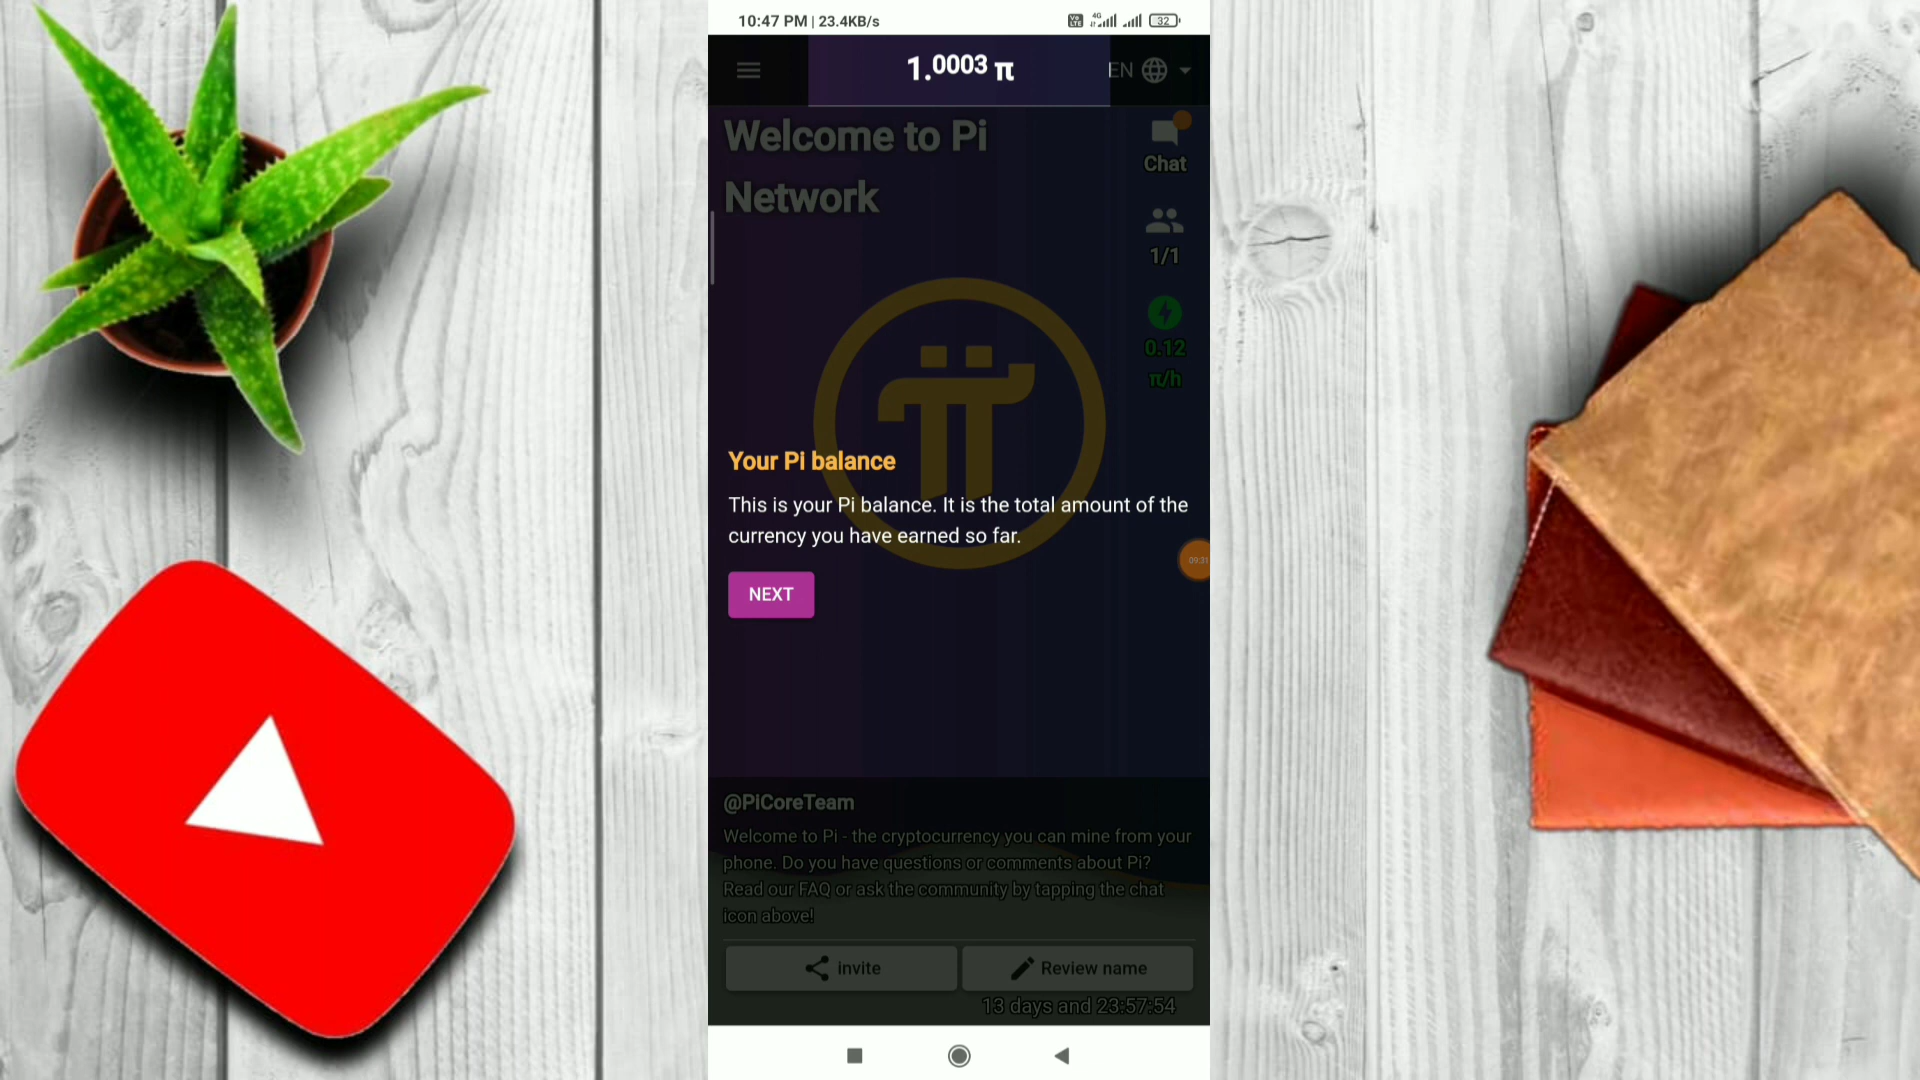 10:47 PM | 23.4KB/s
Vo LTE 4G 32
1.0003 π
EN
Welcome to Pi
Network
Chat
1/1
0.12
π/h
Your Pi balance
This is your Pi balance. It is the total amount of the
currency you have earned so far.
NEXT
@PiCoreTeam
Welcome to Pi - the cryptocurrency you can mine from your
phone. Do you have questions or comments about Pi?
Read our FAQ or ask the community by tapping the chat
icon above!
invite
Review name
13 days and 23:57:54